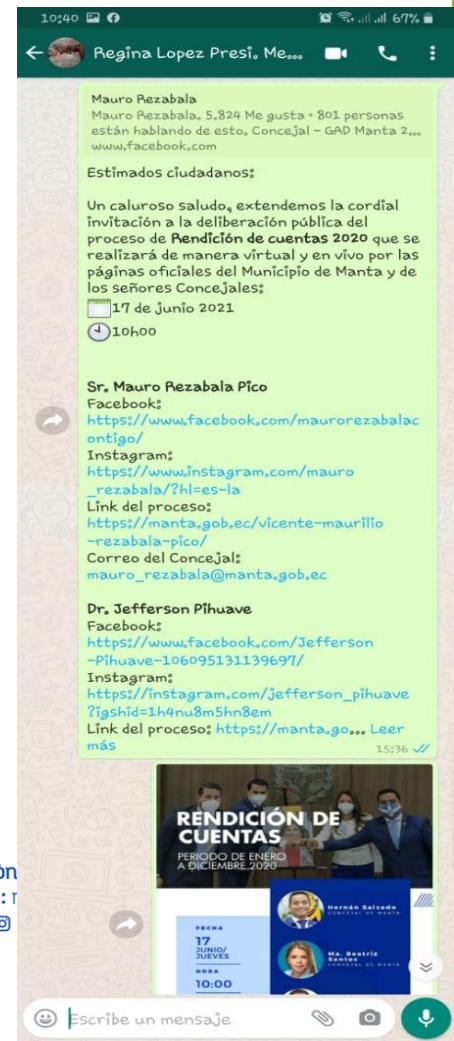 10:40 67%
Regina Lopez Presi. Me...
Mauro Rezabala
Mauro Rezabala. 5,824 Me gusta • 801 personas
están hablando de esto. Concejal – GAD Manta 2...
www.facebook.com
Estimados ciudadanos:
Un caluroso saludo, extendemos la cordial
invitación a la deliberación pública del
proceso de Rendición de cuentas 2020 que se
realizará de manera virtual y en vivo por las
páginas oficiales del Municipio de Manta y de
los señores Concejales:
17 de junio 2021
10h00
Sr. Mauro Rezabala Pico
Facebook:
https://www.facebook.com/maurorezabalac
ontigo/
Instagram:
https://www.instagram.com/mauro
_rezabala/?hl=es-la
Link del proceso:
https://manta.gob.ec/vicente-maurilio
-rezabala-pico/
Correo del Concejal:
mauro_rezabala@manta.gob.ec
Dr. Jefferson Pihuave
Facebook:
https://www.facebook.com/Jefferson
-Pihuave-106095131139697/
Instagram:
https://instagram.com/jefferson_pihuave
?igshid=1h4nu8m5hn8em
Link del proceso: https://manta.go... Leer
más
15:36
RENDICIÓN DE
CUENTAS
PERIODO DE ENERO
A DICIEMBRE 2020
FECHA
17
JUNIO/
JUEVES
HORA
10:00
Hernán Salcedo
CONCEJAL DE MANTA
Ma. Beatriz
Santos
CONCEJAL DE MANTA
Escribe un mensaje